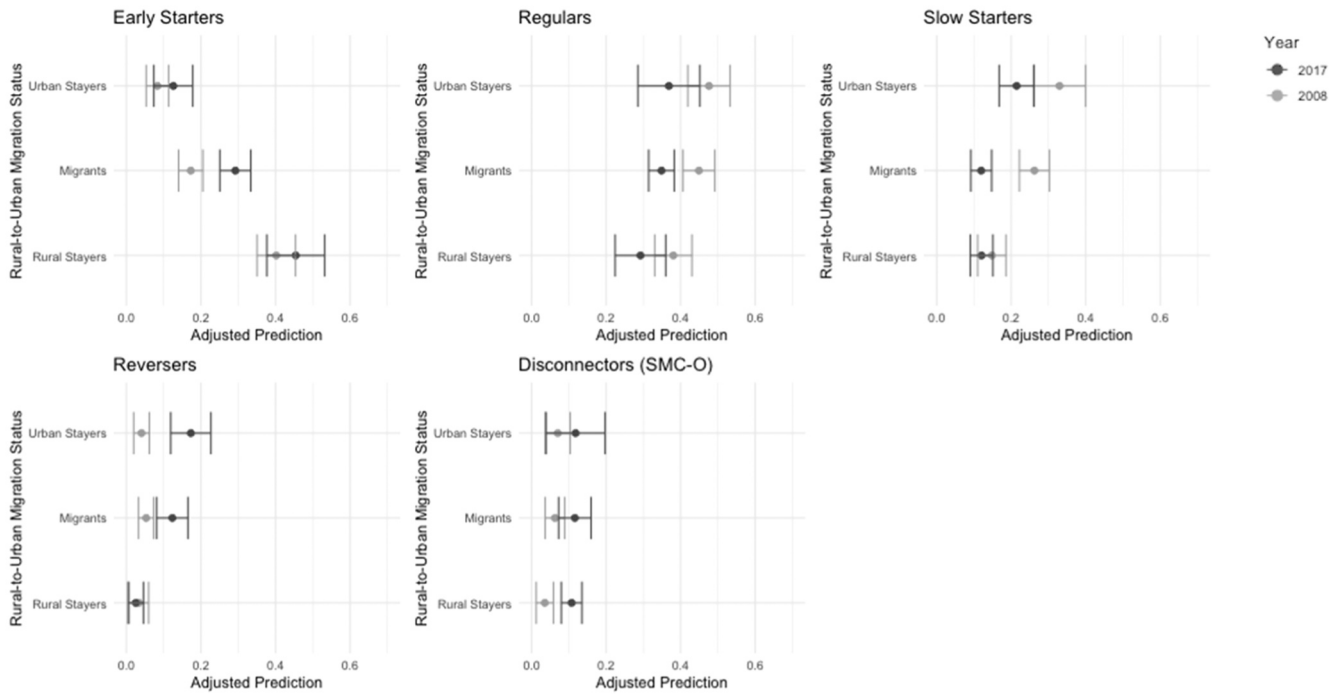 Early Starters
Rural-to-Urban Migration Status
Urban Stayers
Migrants
Rural Stayers
0.0 0.2 0.4 0.6
Adjusted Prediction
Regulars
Rural-to-Urban Migration Status
Urban Stayers
Migrants
Rural Stayers
0.0 0.2 0.4 0.6
Adjusted Prediction
Slow Starters
Rural-to-Urban Migration Status
Urban Stayers
Migrants
Rural Stayers
0.0 0.2 0.4 0.6
Adjusted Prediction
Year
2017
2008
Reversers
Rural-to-Urban Migration Status
Urban Stayers
Migrants
Rural Stayers
0.0 0.2 0.4 0.6
Adjusted Prediction
Disconnectors (SMC-O)
Rural-to-Urban Migration Status
Urban Stayers
Migrants
Rural Stayers
0.0 0.2 0.4 0.6
Adjusted Prediction